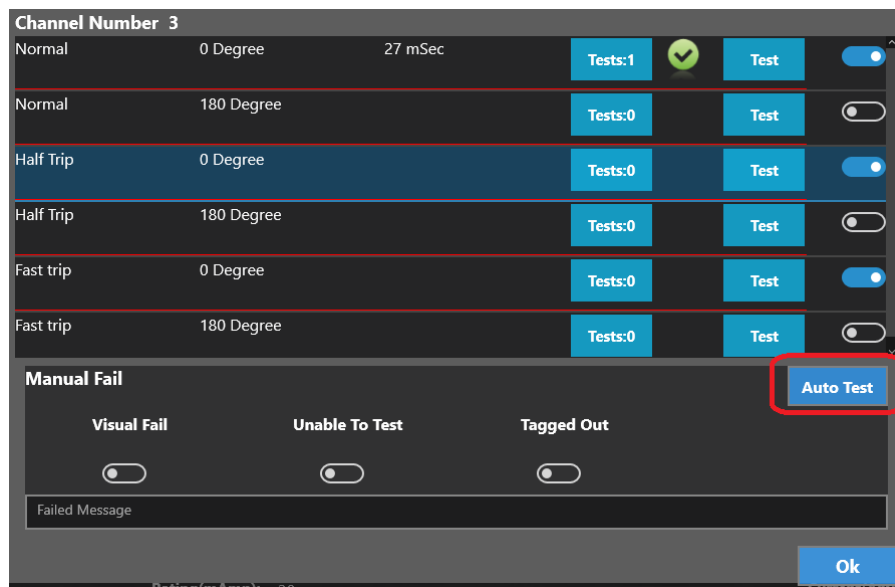 Channel Number 3
Normal 0 Degree 27 mSec Tests:1 Test
Normal 180 Degree Tests:0 Test
Half Trip 0 Degree Tests:0 Test
Half Trip 180 Degree Tests:0 Test
Fast trip 0 Degree Tests:0 Test
Fast trip 180 Degree Tests:0 Test
Manual Fail Auto Test
Visual Fail Unable To Test Tagged Out
Failed Message
Ok